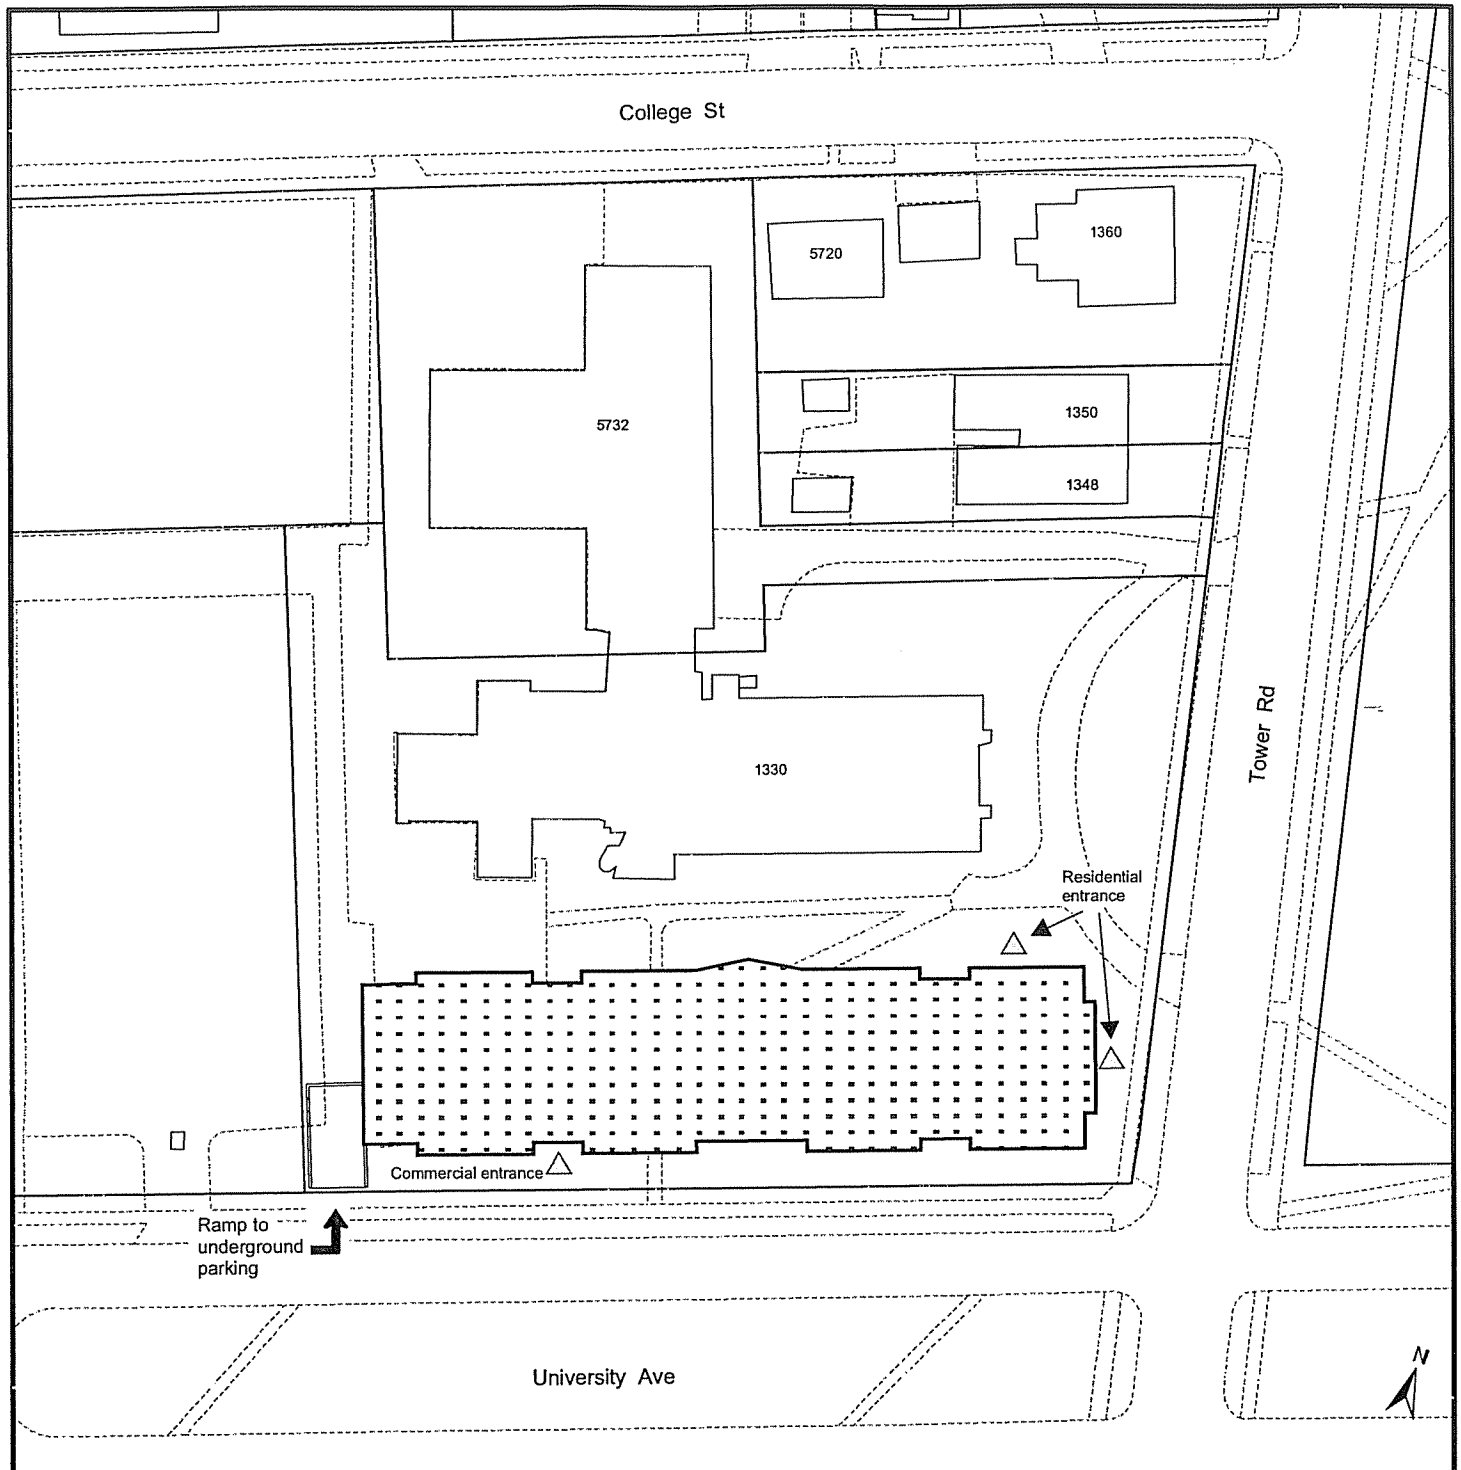 College St
1360
5720
1350
5732
1348
Tower Rd
1330
Residential
entrance
Commercial entrance
Ramp to
underground
parking
University Ave
N